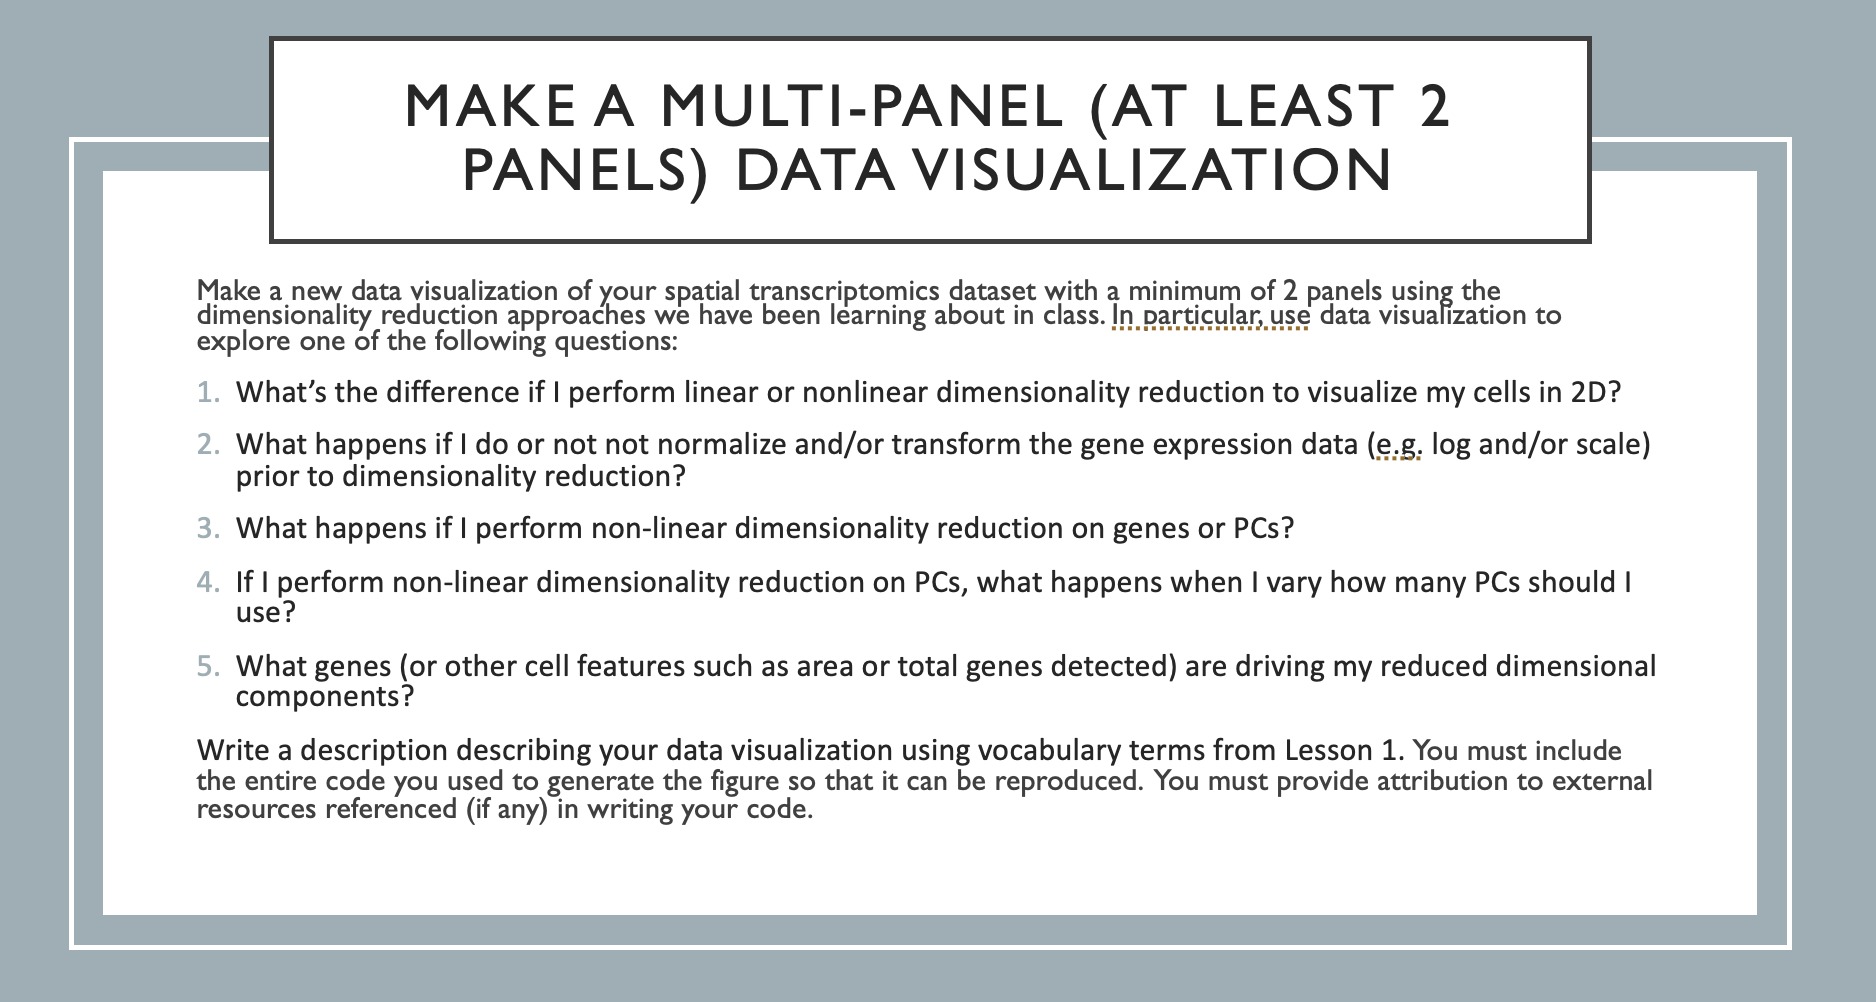 MAKE A MULTI-PANEL (AT LEAST 2
PANELS) DATA VISUALIZATION
Make a new data visualization of your spatial transcriptomics dataset with a minimum of 2 panels using the
dimensionality reduction approaches we have been learning about in class. In particular, use data visualization to
explore one of the following questions:
1. What’s the difference if I perform linear or nonlinear dimensionality reduction to visualize my cells in 2D?
2. What happens if I do or not not normalize and/or transform the gene expression data (e.g. log and/or scale)
prior to dimensionality reduction?
3. What happens if I perform non-linear dimensionality reduction on genes or PCs?
4. If I perform non-linear dimensionality reduction on PCs, what happens when I vary how many PCs should I
use?
5. What genes (or other cell features such as area or total genes detected) are driving my reduced dimensional
components?
Write a description describing your data visualization using vocabulary terms from Lesson 1. You must include
the entire code you used to generate the figure so that it can be reproduced. You must provide attribution to external
resources referenced (if any) in writing your code.